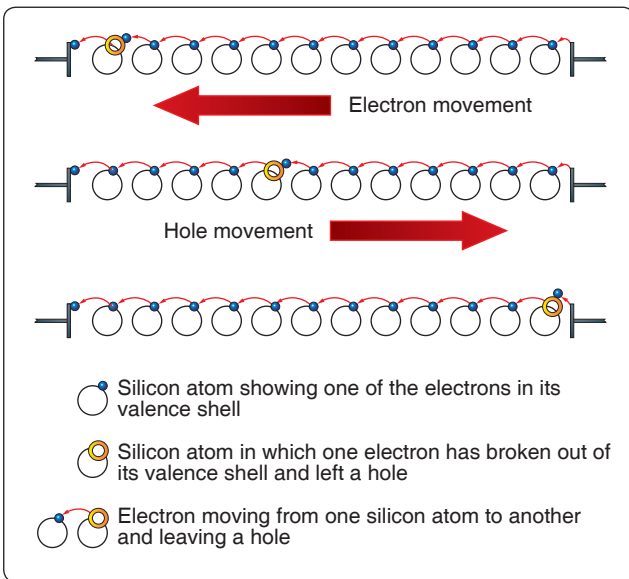 Electron movement
Hole movement
Silicon atom showing one of the electrons in its
valence shell
Silicon atom in which one electron has broken out of
its valence shell and left a hole
Electron moving from one silicon atom to another
and leaving a hole